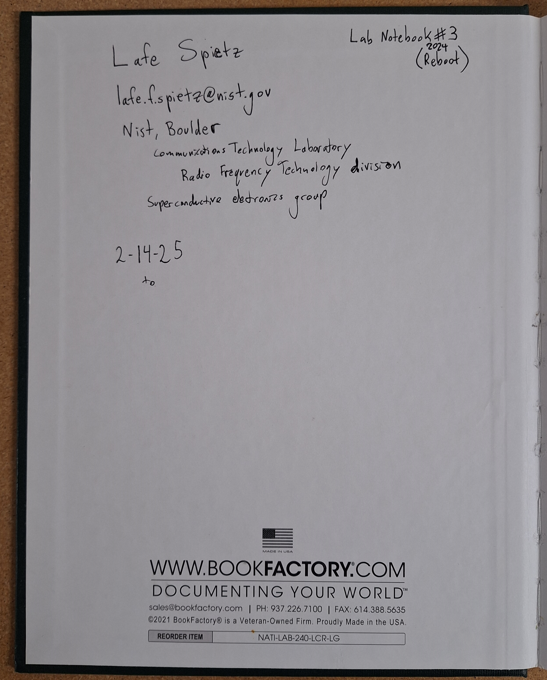 Lab Notebook #3
2024
(Reboot)
Lafe Spietz
lafe.f.spietz@nist.gov
Nist, Boulder
Communications Technology Laboratory
Radio Frequency Technology division
Superconductive electronics group
2-14-25
to
MADE IN USA
WWW.BOOKFACTORY.COM
DOCUMENTING YOUR WORLD™
sales@bookfactory.com | PH: 937.226.7100 | FAX: 614.388.5635
©2021 BookFactory® is a Veteran-Owned Firm. Proudly Made in the USA.
REORDER ITEM NATI-LAB-240-LCR-LG